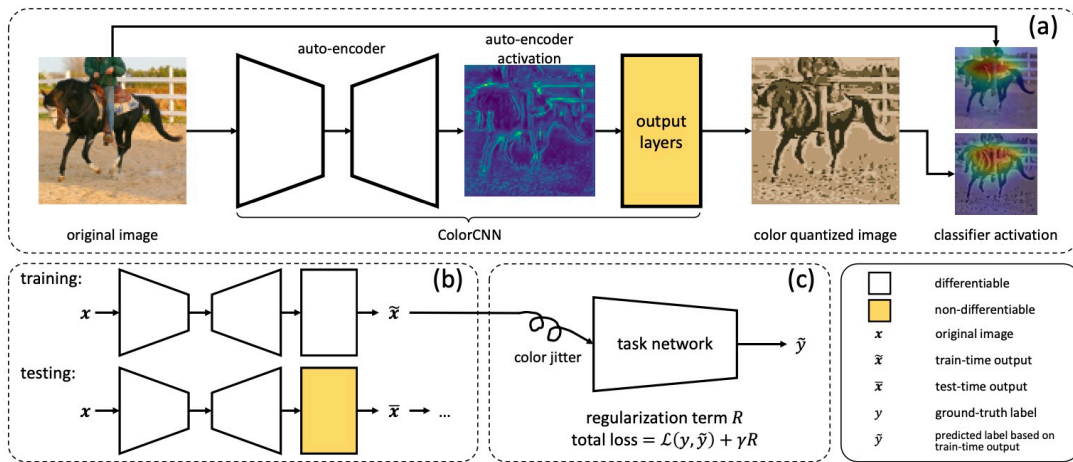 (a)
auto-encoder
auto-encoder
activation
output
layers
original image
ColorCNN
color quantized image
classifier activation
training:
(b)
x
x̃
testing:
x
x̄
...
(c)
color jitter
task network
ỹ
regularization term R
total loss = ℒ(y, ỹ) + γR
differentiable
non-differentiable
x original image
x̃ train-time output
x̄ test-time output
y ground-truth label
ỹ predicted label based on
train-time output